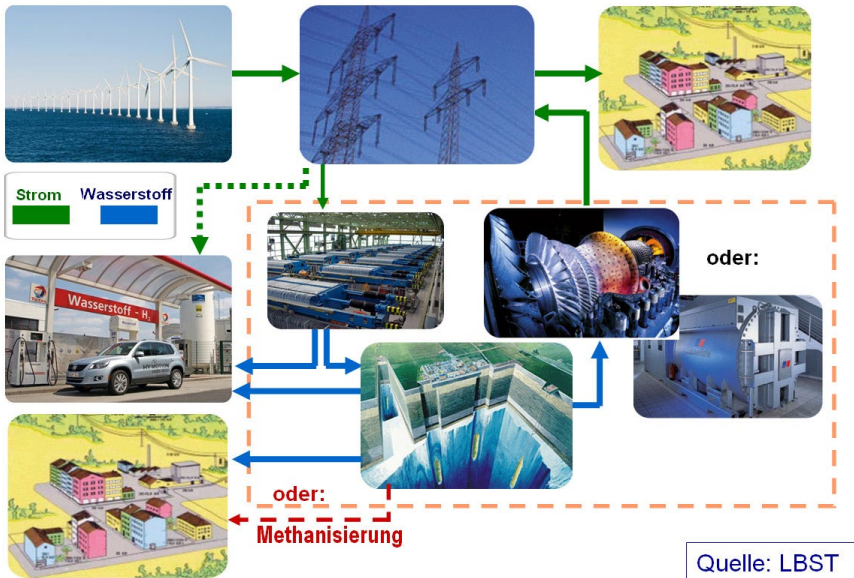 Strom
Wasserstoff
Wasserstoff - H₂
oder:
oder:
Methanisierung
Quelle: LBST